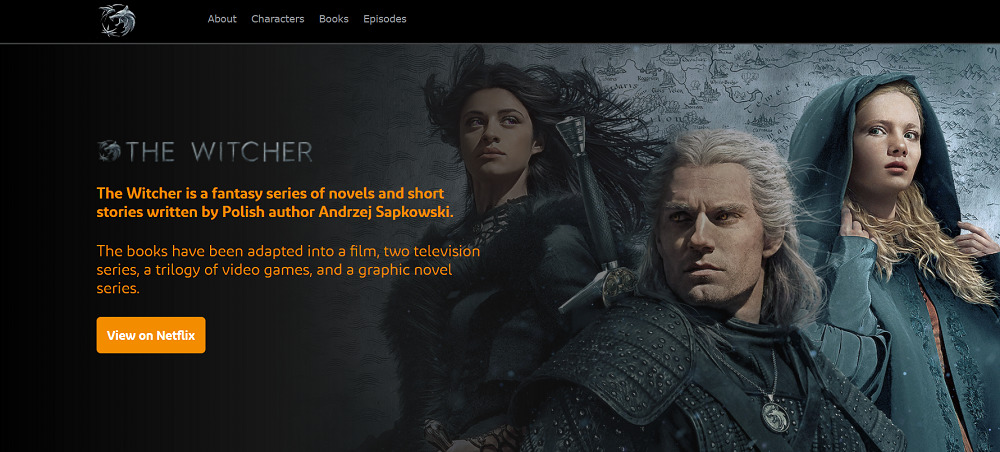 About Characters Books Episodes
THE WITCHER
The Witcher is a fantasy series of novels and short
stories written by Polish author Andrzej Sapkowski.
The books have been adapted into a film, two television
series, a trilogy of video games, and a graphic novel
series.
View on Netflix